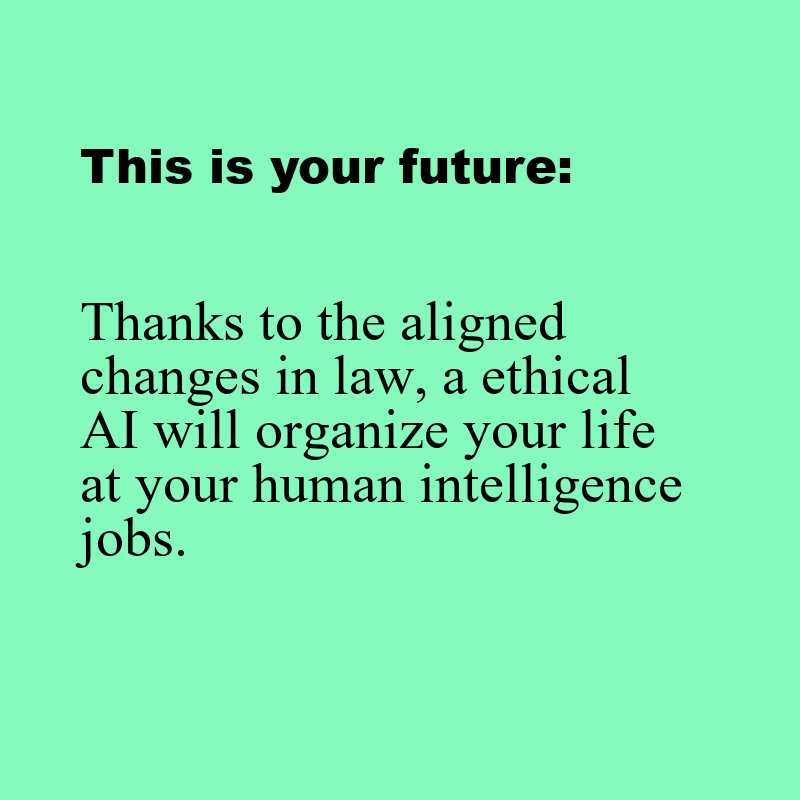 This is your future:
Thanks to the aligned
changes in law, a ethical
AI will organize your life
at your human intelligence
jobs.